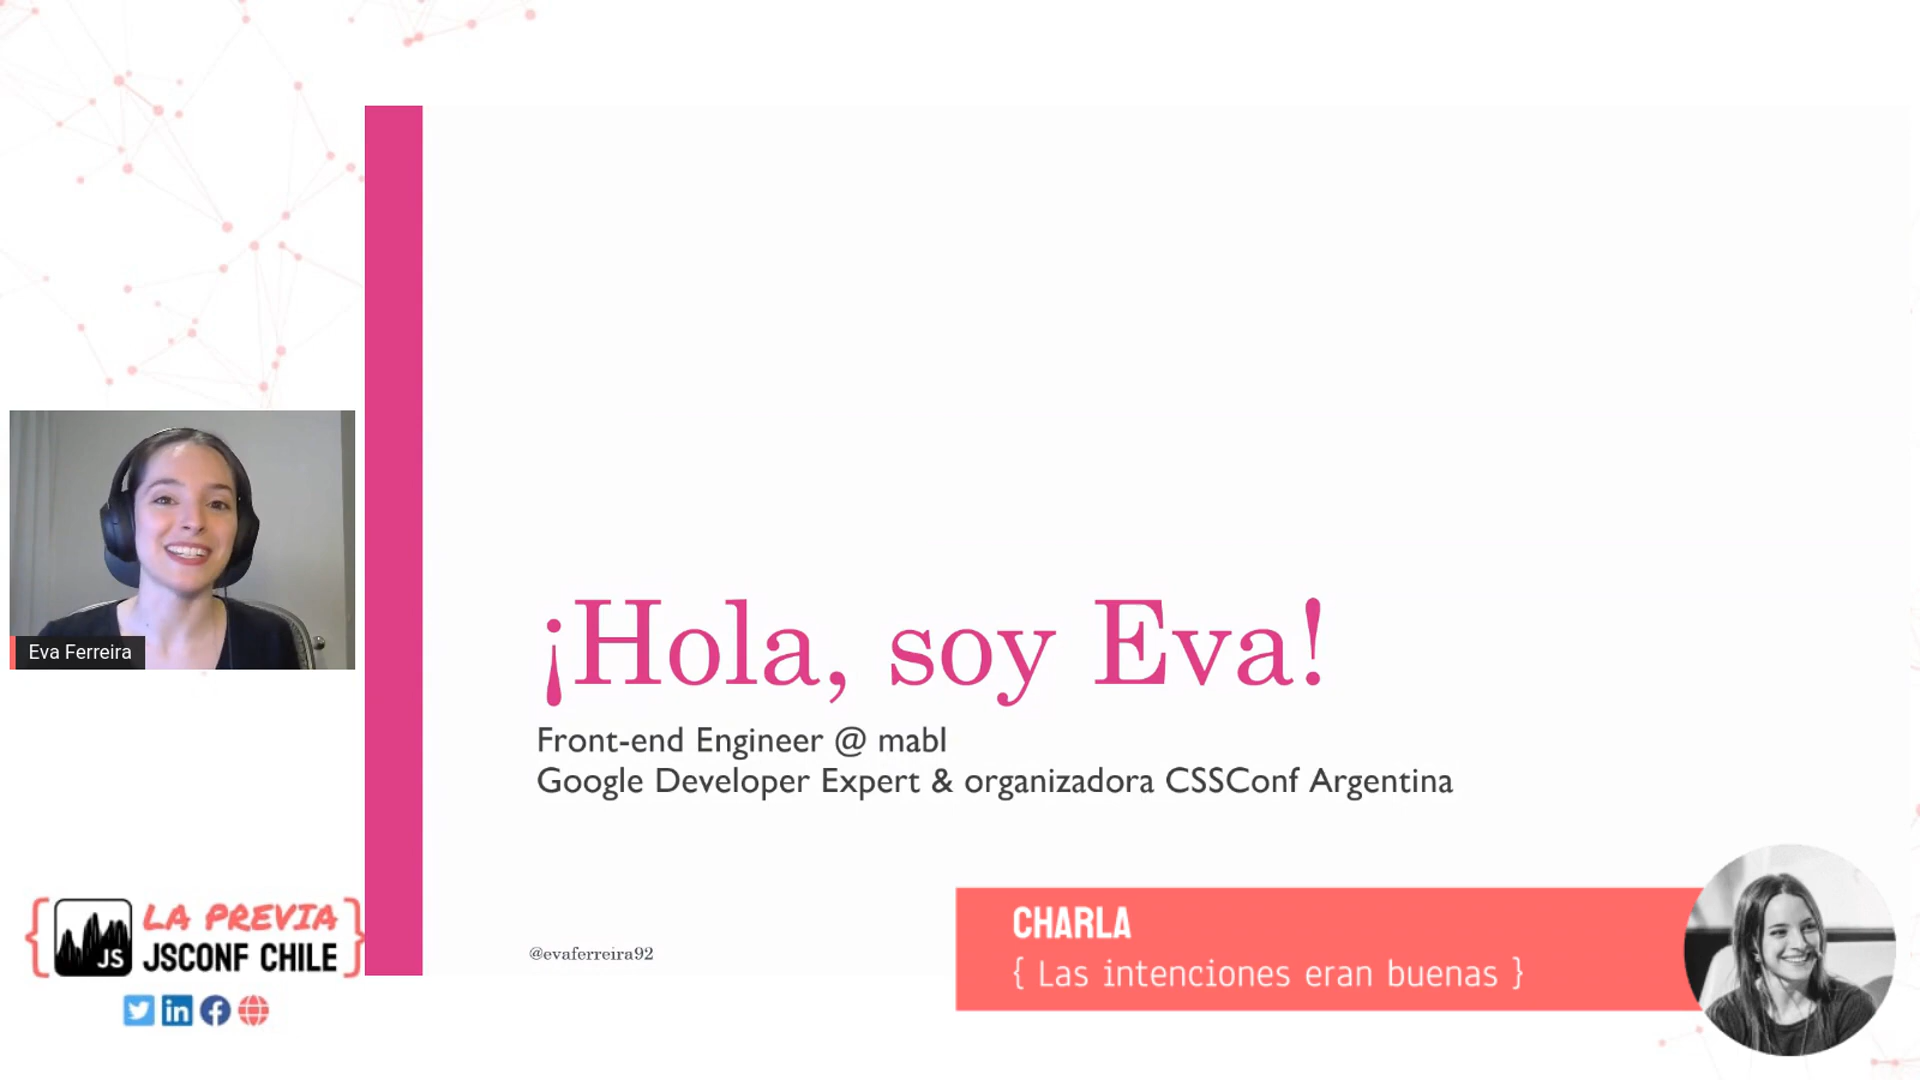 Eva Ferreira
¡Hola, soy Eva!
Front-end Engineer @ mabl
Google Developer Expert & organizadora CSSConf Argentina
@evaferreira92
JS
LA PREVIA
JSCONF CHILE
CHARLA
{ Las intenciones eran buenas }